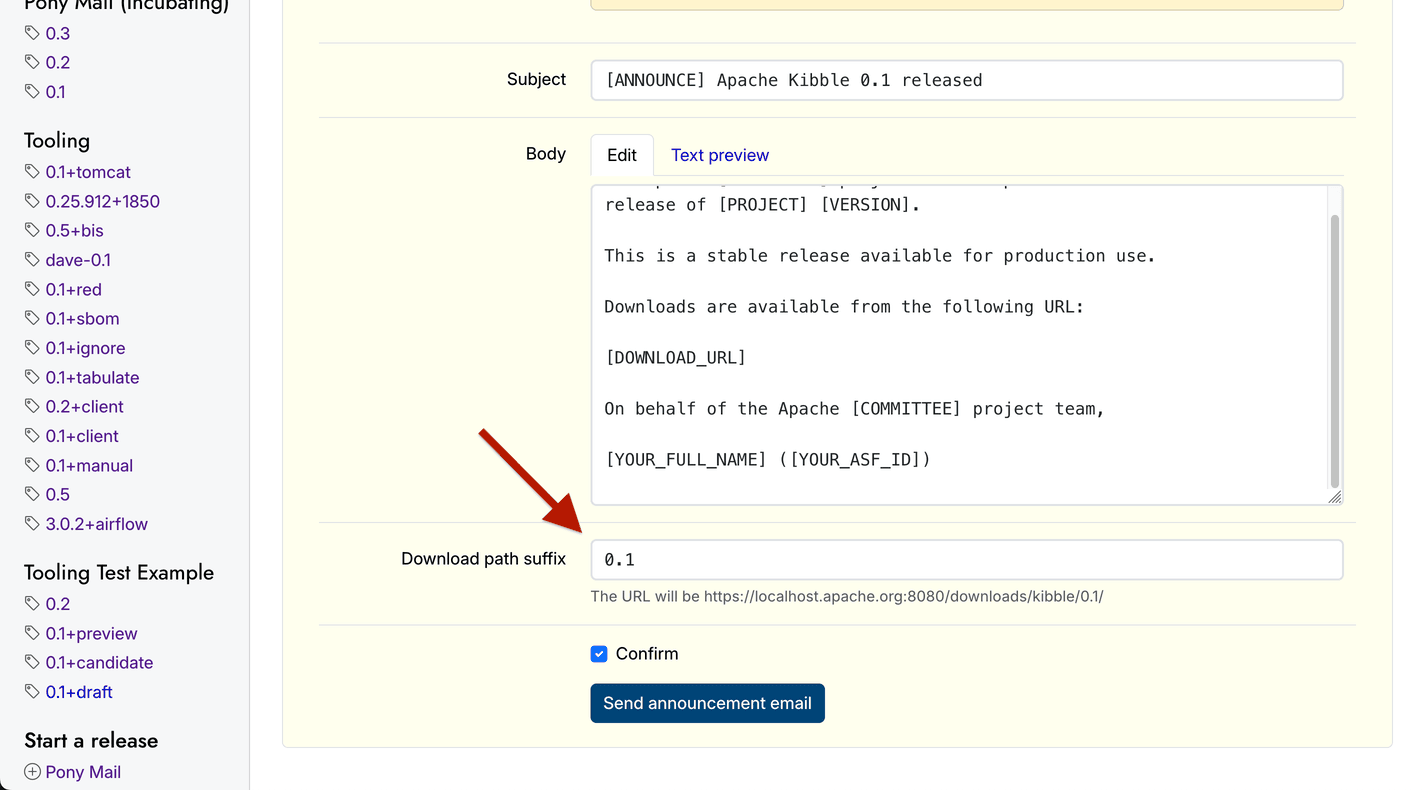 Pony Mail (Incubating)
0.3
0.2
0.1
Tooling
0.1+tomcat
0.25.912+1850
0.5+bis
dave-0.1
0.1+red
0.1+sbom
0.1+ignore
0.1+tabulate
0.2+client
0.1+client
0.1+manual
0.5
3.0.2+airflow
Tooling Test Example
0.2
0.1+preview
0.1+candidate
0.1+draft
Start a release
Pony Mail
Subject
[ANNOUNCE] Apache Kibble 0.1 released
Body
Edit
Text preview
release of [PROJECT] [VERSION].
This is a stable release available for production use.
Downloads are available from the following URL:
[DOWNLOAD_URL]
On behalf of the Apache [COMMITTEE] project team,
[YOUR_FULL_NAME] ([YOUR_ASF_ID])
Download path suffix
0.1
The URL will be https://localhost.apache.org:8080/downloads/kibble/0.1/
Confirm
Send announcement email